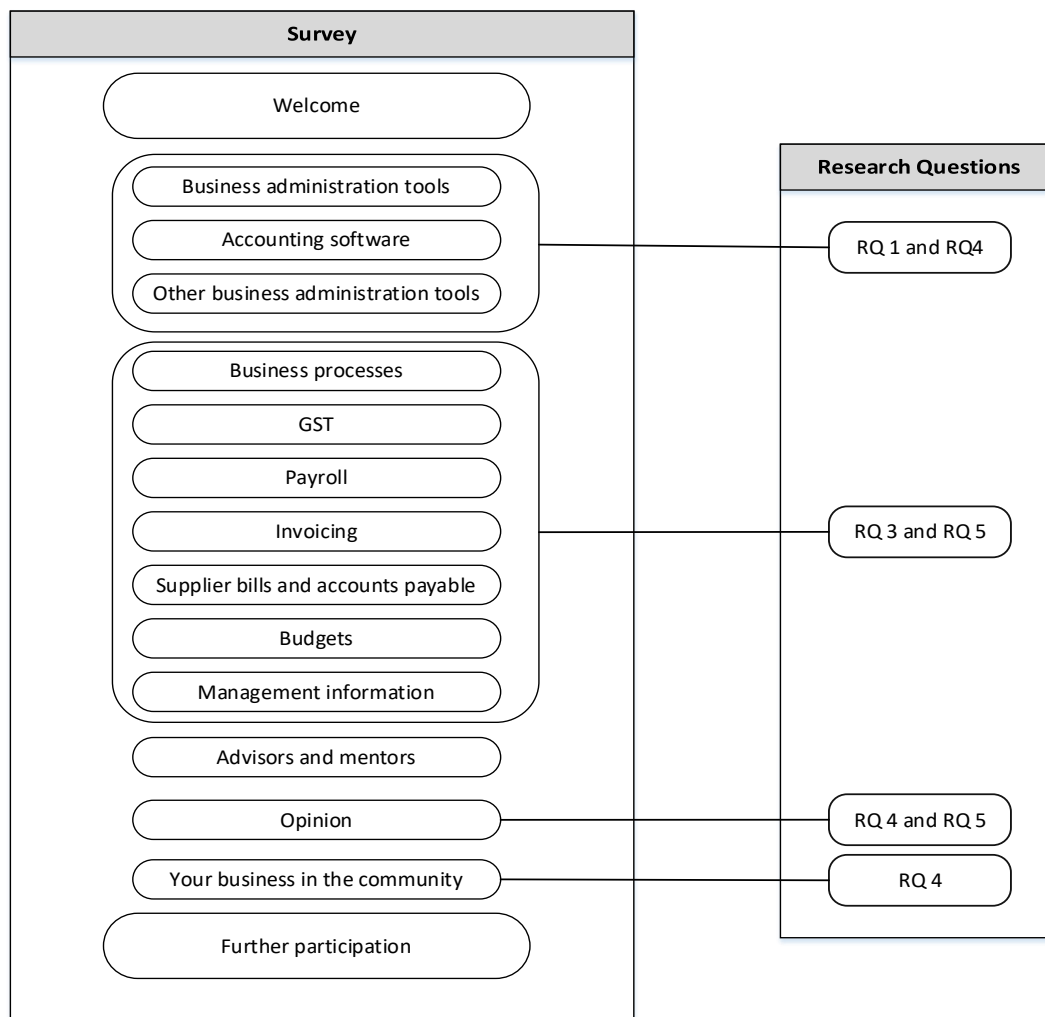 Survey
Welcome
Business administration tools
Accounting software
Other business administration tools
Business processes
GST
Payroll
Invoicing
Supplier bills and accounts payable
Budgets
Management information
Advisors and mentors
Opinion
Your business in the community
Further participation
Research Questions
RQ 1 and RQ4
RQ 3 and RQ 5
RQ 4 and RQ 5
RQ 4